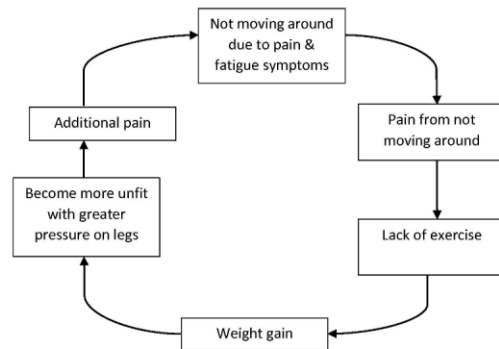 Not moving around
due to pain &
fatigue symptoms
Pain from not
moving around
Lack of exercise
Weight gain
Become more unfit
with greater
pressure on legs
Additional pain